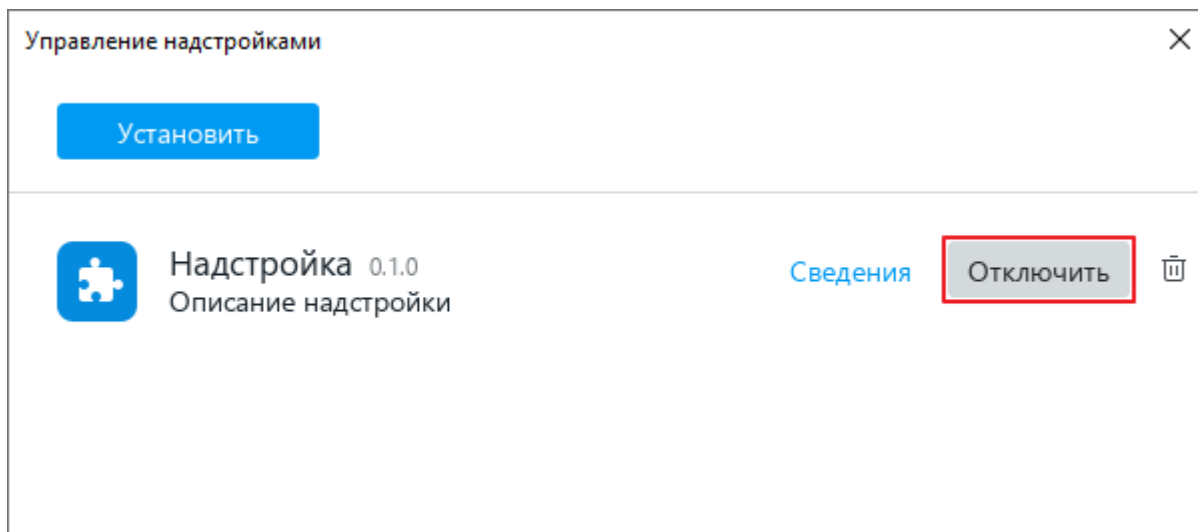 Управление надстройками
Установить
Надстройка 0.1.0
Описание надстройки
Сведения
Отключить